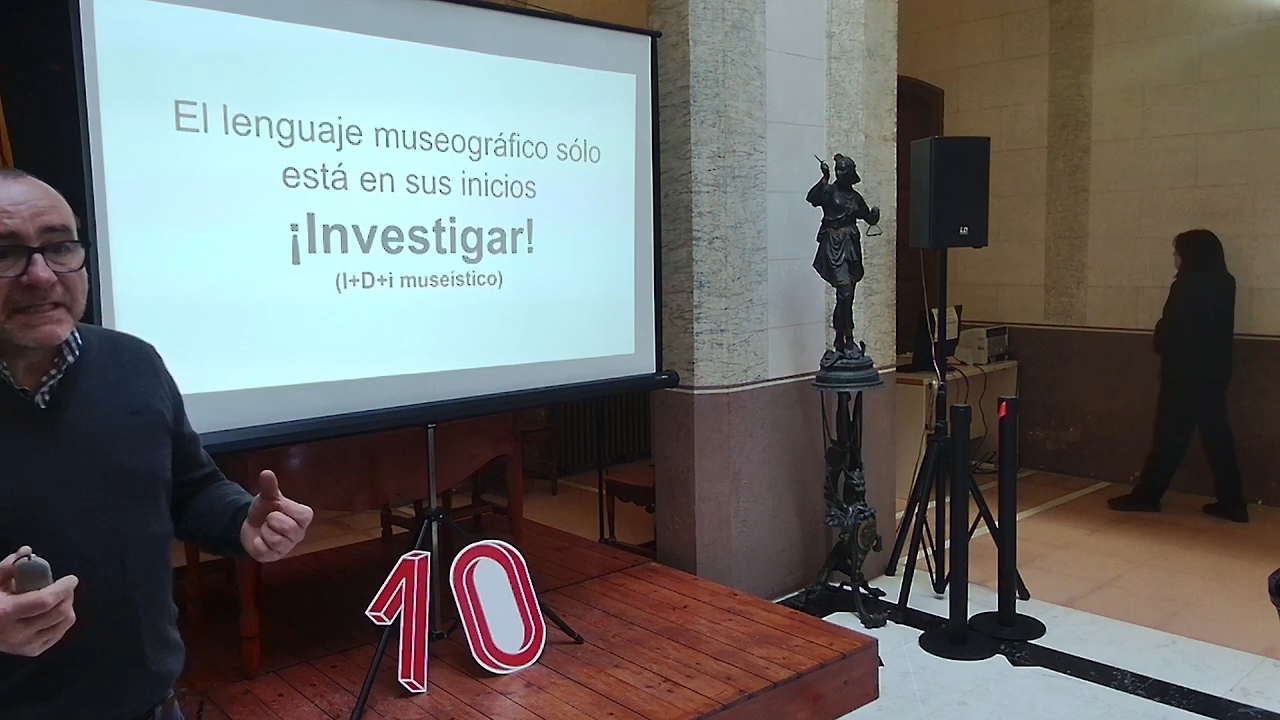 El lenguaje museográfico sólo
está en sus inicios
¡Investigar!
(I+D+i museístico)
10